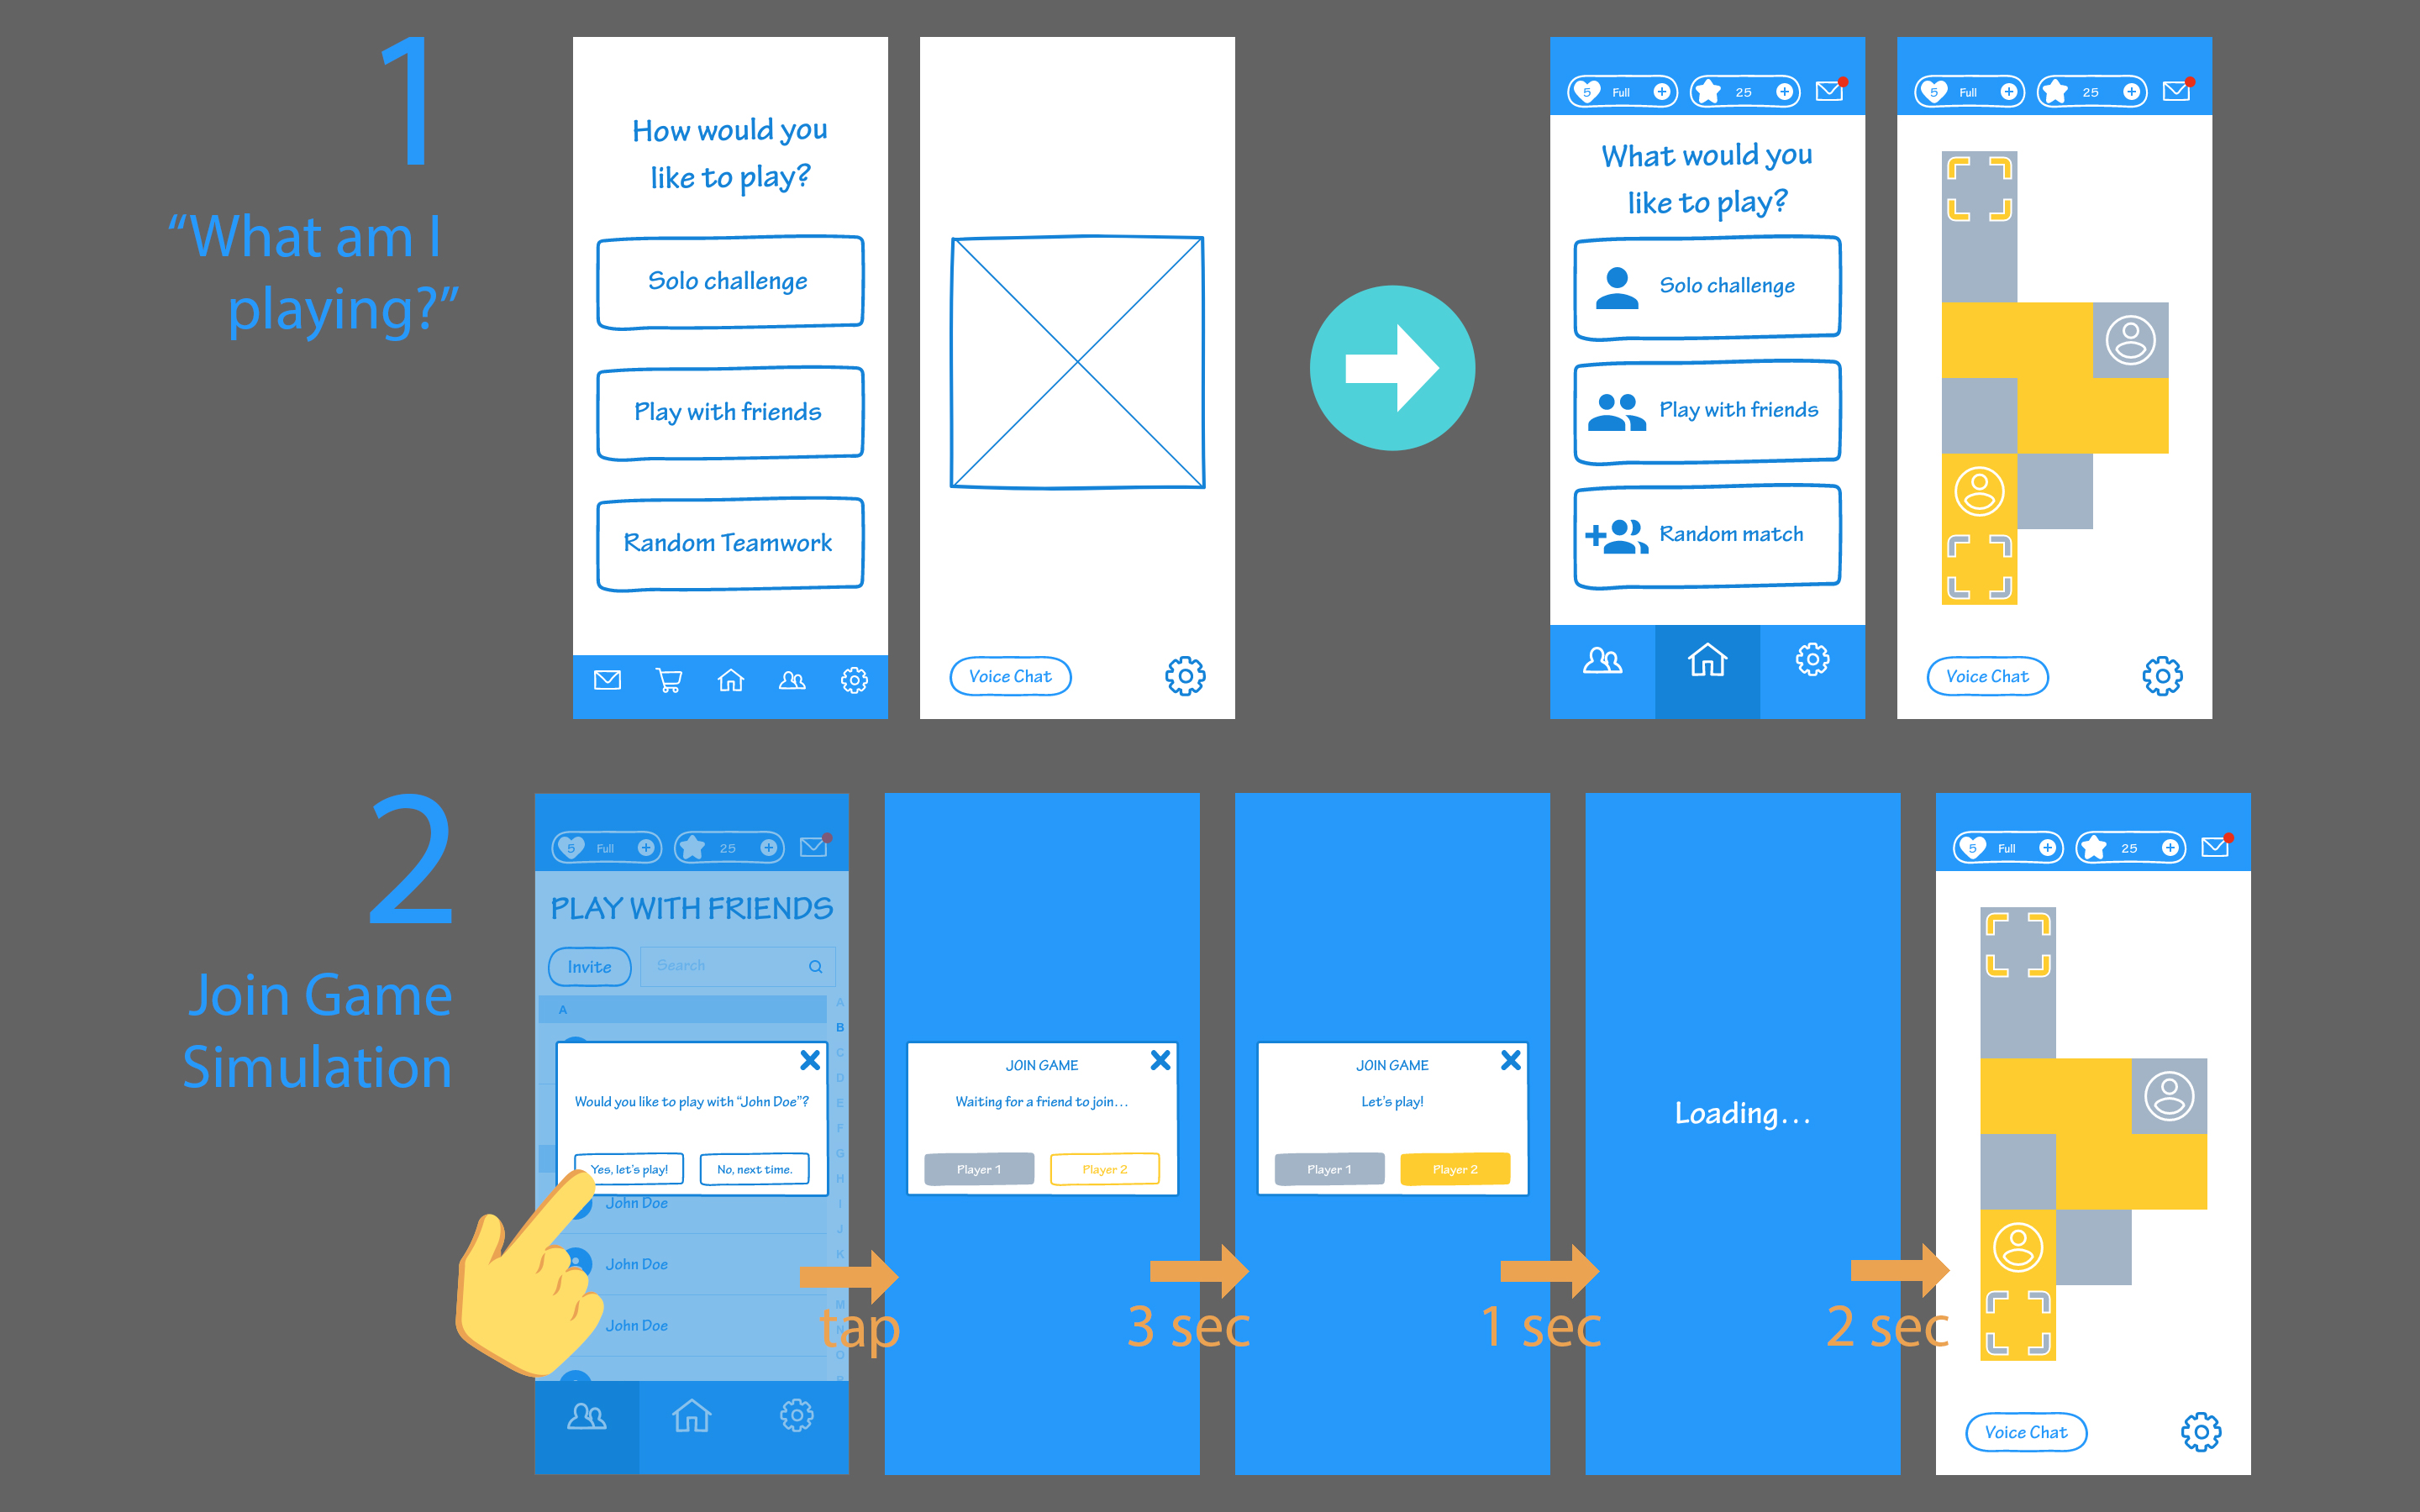 1
“What am I
playing?”
How would you
like to play?
Solo challenge
Play with friends
Random Teamwork
Voice Chat
5 Full 25
What would you
like to play?
Solo challenge
Play with friends
Random match
5 Full 25
Voice Chat
2
Join Game
Simulation
5 Full 25
PLAY WITH FRIENDS
Invite Search
A
A
B
C
D
E
F
G
H
I
J
K
M
N
O
Would you like to play with “John Doe”?
Yes, let’s play! No, next time.
John Doe
John Doe
John Doe
tap
JOIN GAME
Waiting for a friend to join...
Player 1 Player 2
3 sec
JOIN GAME
Let’s play!
Player 1 Player 2
1 sec
Loading...
2 sec
5 Full 25
Voice Chat